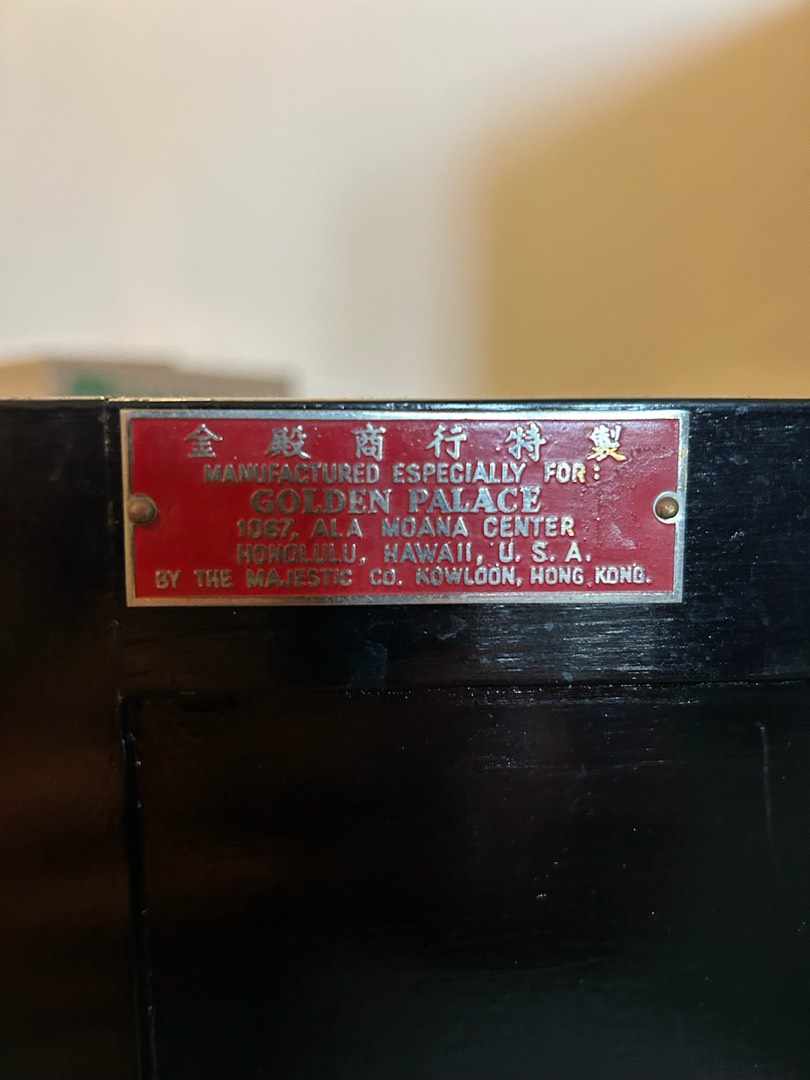 金殿商行特製
MANUFACTURED ESPECIALLY FOR:
GOLDEN PALACE
1067, ALA MOANA CENTER
HONOLULU, HAWAII, U. S. A.
BY THE MAJESTIC CO. KOWLOON, HONG KONG.